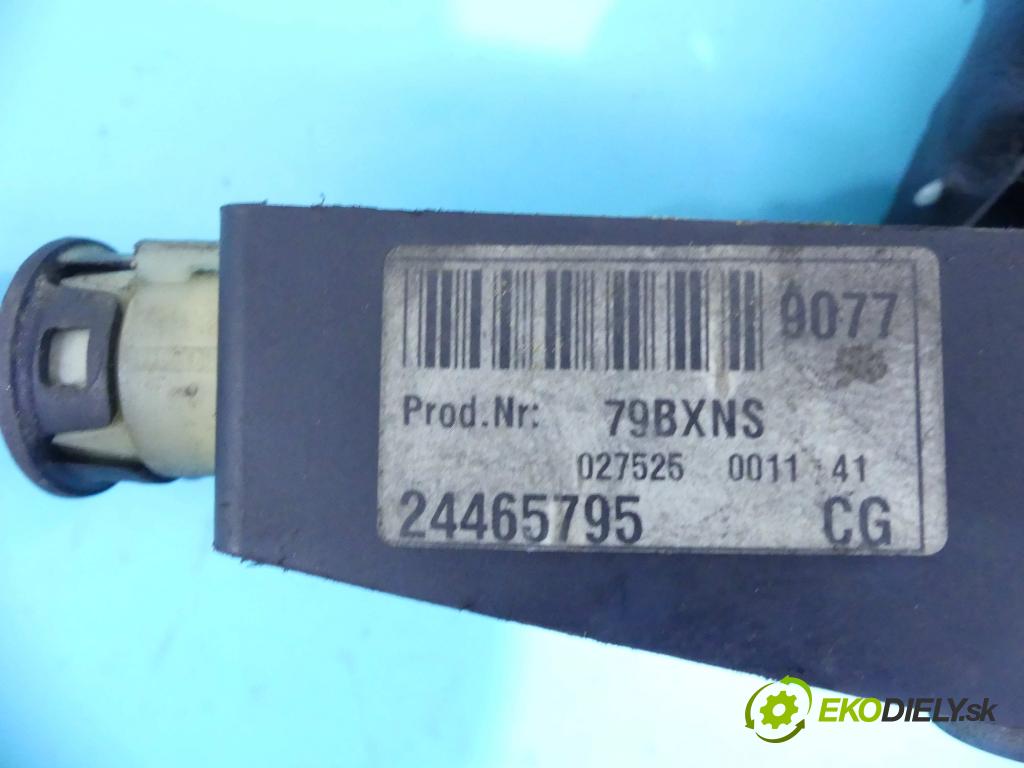 9077
Prod.Nr: 79BXNS
027525 0011 41
24465795 CG
EKODIELY.sk